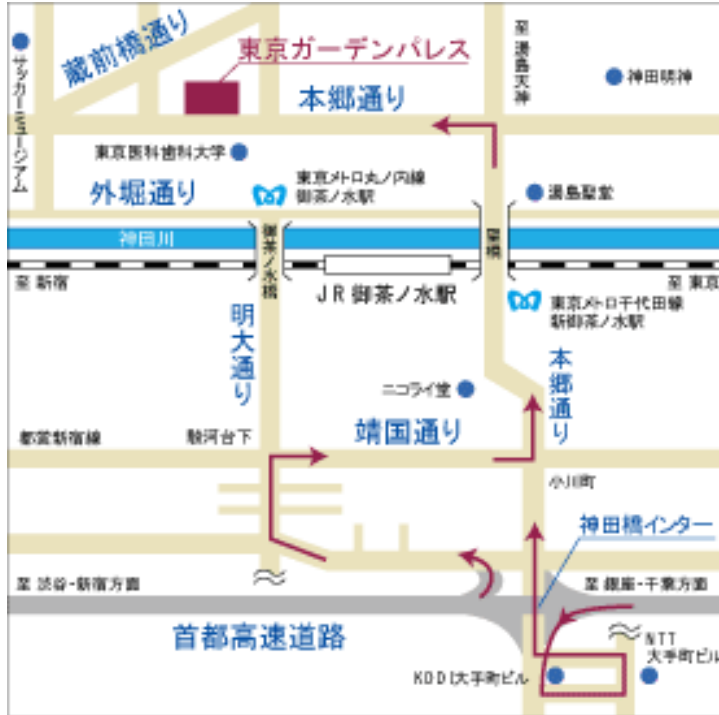 蔵前橋通り
東京ガーデンパレス
至 湯島天神
神田明神
サッカーミュージアム
本郷通り
東京医科歯科大学
外堀通り
東京メトロ丸ノ内線
御茶ノ水駅
湯島聖堂
神田川
御茶ノ水橋
聖橋
至 新宿
JR 御茶ノ水駅
至 東京
東京メトロ千代田線
新御茶ノ水駅
明大通り
本郷通り
ニコライ堂
都営新宿線
駿河台下
靖国通り
小川町
神田橋インター
至 渋谷・新宿方面
至 銀座・千葉方面
首都高速道路
NTT
大手町ビル
KDDI大手町ビル